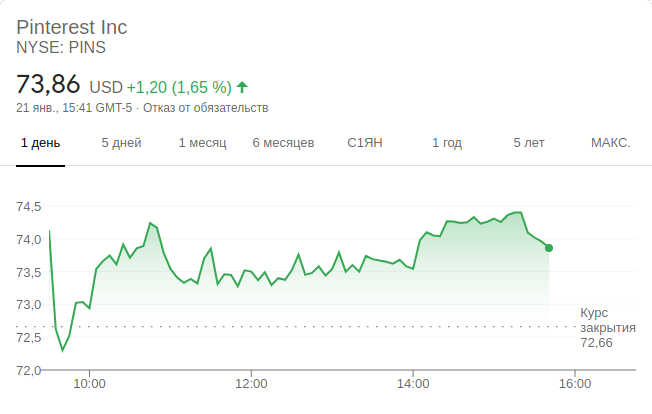 Pinterest Inc
NYSE: PINS
73,86 USD +1,20 (1,65 %)
21 янв., 15:41 GMT-5 · Отказ от обязательств
1 день 5 дней 1 месяц 6 месяцев С1ЯН 1 год 5 лет МАКС.
74,5
74,0
73,5
73,0
72,5
72,0
Курс
закрытия
72,66
10:00 12:00 14:00 16:00